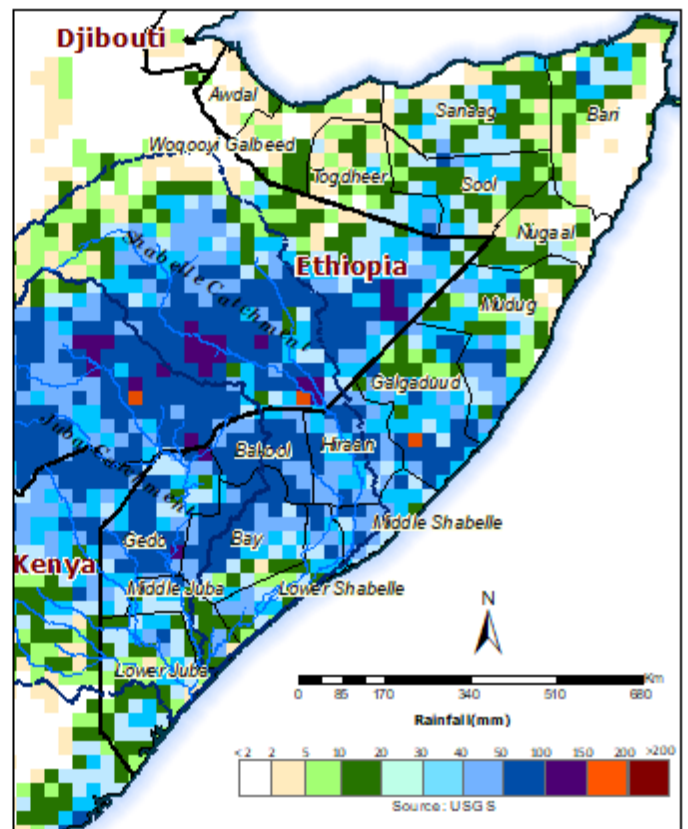 Djibouti
Awdal
Sanaag
Bari
Woqooyi Galbeed
Togdheer
Sool
Nugaal
Shabelle Catchment
Ethiopia
Mudug
Galgaduud
Bakool
Hiraan
Juba Catchment
Gedo
Bay
Middle Shabelle
Kenya
Middle Juba
Lower Shabelle
Lower Juba
N
Km
0 85 170 340 510 680
Rainfall(mm)
<2 2 5 10 20 30 40 50 100 150 200 >200
Source: USGS